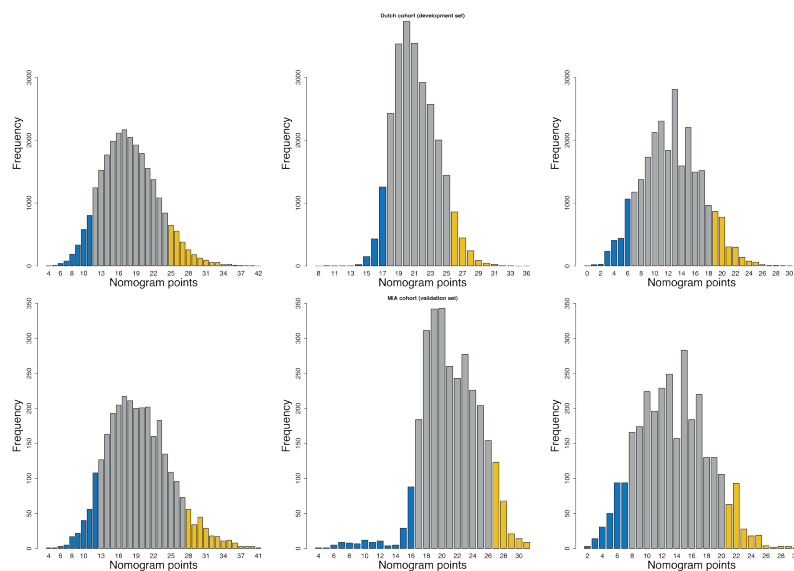 Dutch cohort (development set)
Frequency
0 1000 2000 3000
4 6 8 10 13 16 19 22 25 28 31 34 37 42
Nomogram points
Frequency
0 1000 2000 3000
8 10 11 13 15 17 19 21 23 25 27 29 31 33 36
Nomogram points
Frequency
0 1000 2000 3000
0 2 4 6 8 10 12 14 16 18 20 22 24 26 28 30
Nomogram points
MIA cohort (validation set)
Frequency
0 50 100 150 200 250 300 350
4 6 8 10 13 16 19 22 25 28 31 34 37 41
Nomogram points
Frequency
0 50 100 150 200 250 300 350
4 6 8 10 12 14 16 18 20 22 24 26 28 30
Nomogram points
Frequency
0 50 100 150 200 250 300 350
2 4 6 8 10 12 14 16 18 20 22 24 26 28
Nomogram points